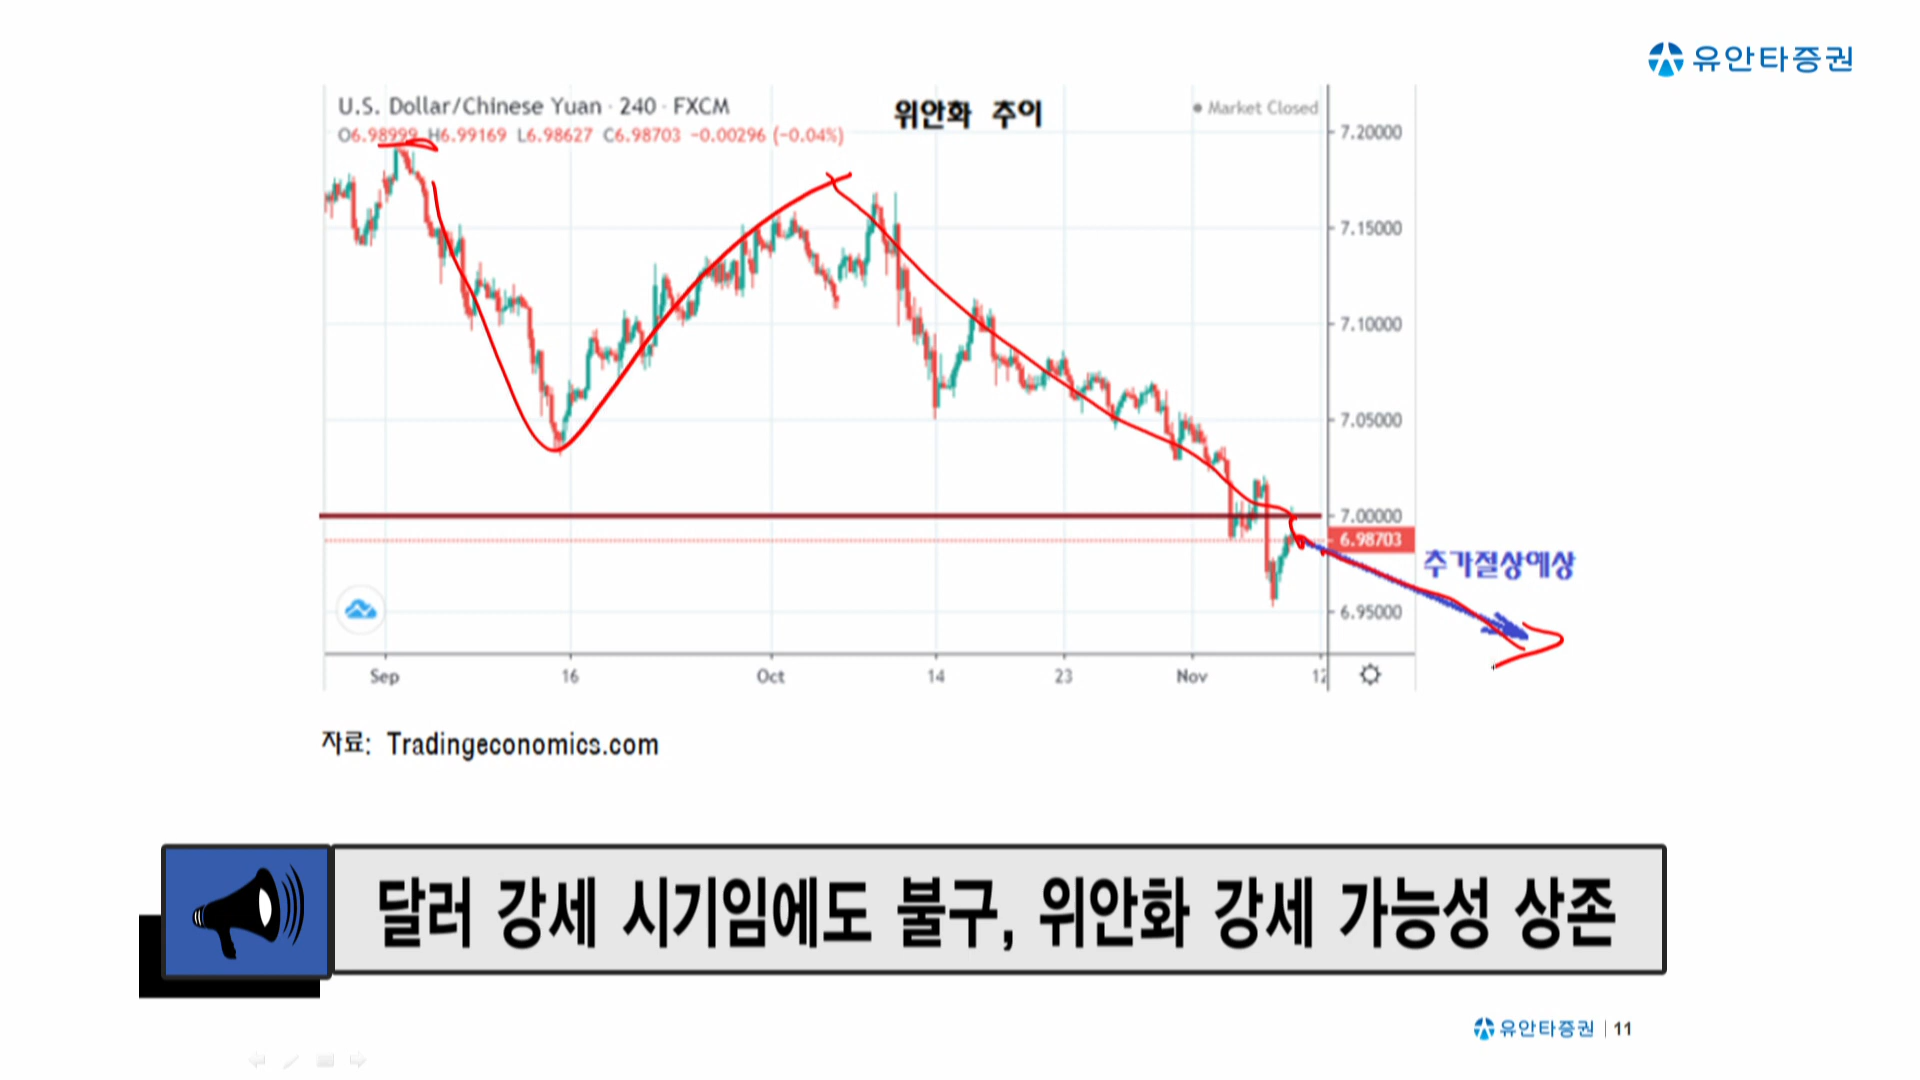 유안타증권
U.S. Dollar/Chinese Yuan · 240 · FXCM
위안화 추이
● Market Closed
O6.98999 H6.99169 L6.98627 C6.98703 −0.00296 (−0.04%)
7.20000
7.15000
7.10000
7.05000
7.00000
6.98703
추가절상예상
6.95000
Sep 16 Oct 14 23 Nov 12
자료: Tradingeconomics.com
달러 강세 시기임에도 불구, 위안화 강세 가능성 상존
유안타증권 | 11